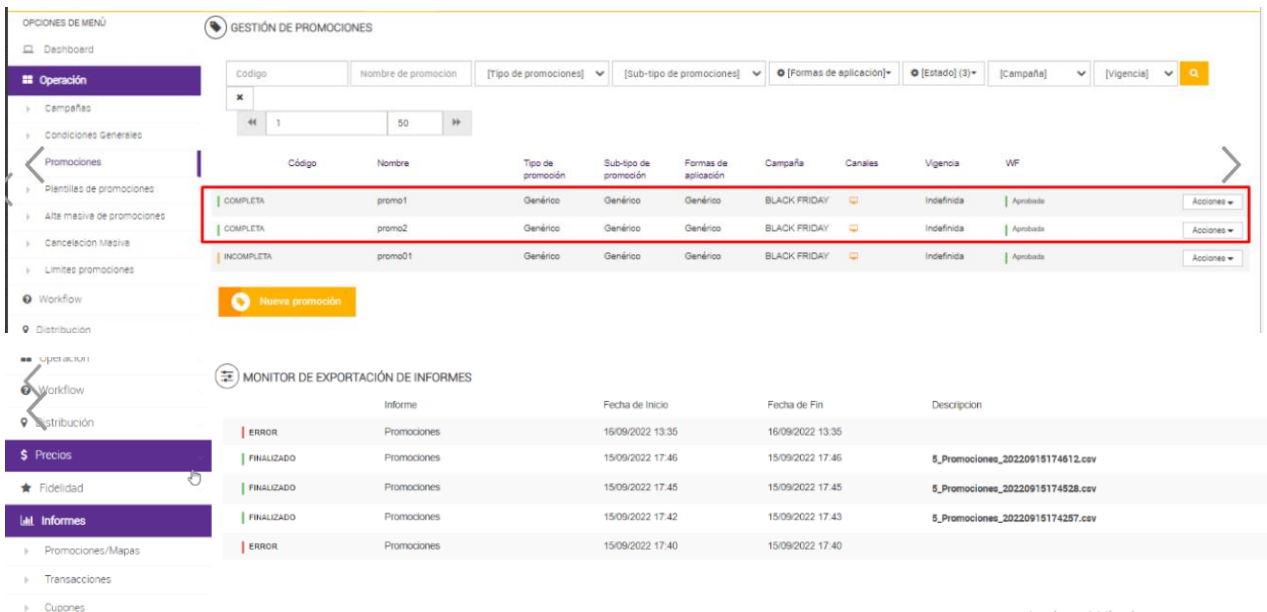 OPCIONES DE MENÚ
GESTIÓN DE PROMOCIONES
Dashboard
Operación
Código Nombre de promocion [Tipo de promociones] [Sub-tipo de promociones] [Formas de aplicación] [Estado] (3) [Campaña] [Vigencia]
Campañas
1 50
Condiciones Generales
Promociones
Código Nombre Tipo de promoción Sub-tipo de promoción Formas de aplicación Campaña Canales Vigencia WF
Plantillas de promociones
COMPLETA promo1 Genérico Genérico Genérico BLACK FRIDAY Indefinida Aprobada Acciones
Alta masiva de promociones
COMPLETA promo2 Genérico Genérico Genérico BLACK FRIDAY Indefinida Aprobada Acciones
Cancelacion Masiva
INCOMPLETA promo01 Genérico Genérico Genérico BLACK FRIDAY Indefinida Aprobada Acciones
Limites promociones
Workflow
Nueva promoción
Distribución
Operación
MONITOR DE EXPORTACIÓN DE INFORMES
Workflow
Informe Fecha de Inicio Fecha de Fin Descripcion
Distribución
ERROR Promociones 16/09/2022 13:35 16/09/2022 13:35
Precios
FINALIZADO Promociones 15/09/2022 17:46 15/09/2022 17:46 5_Promociones_20220915174612.csv
Fidelidad
FINALIZADO Promociones 15/09/2022 17:45 15/09/2022 17:45 5_Promociones_20220915174528.csv
Informes
FINALIZADO Promociones 15/09/2022 17:42 15/09/2022 17:43 5_Promociones_20220915174257.csv
Promociones/Mapas
ERROR Promociones 15/09/2022 17:40 15/09/2022 17:40
Transacciones
Cupones